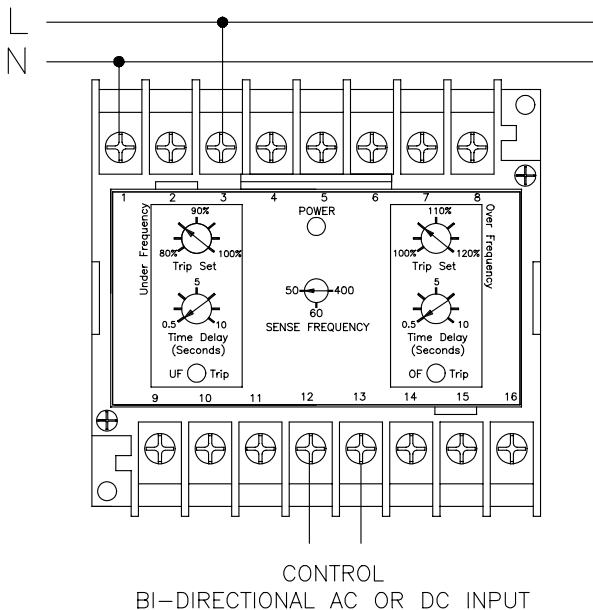 L
N
1 2 3 4 5 6 7 8
Under Frequency
90%
80% 100%
Trip Set
5
0.5 10
Time Delay
(Seconds)
UF Trip
POWER
50 400
60
SENSE FREQUENCY
Over Frequency
110%
100% 120%
Trip Set
5
0.5 10
Time Delay
(Seconds)
OF Trip
9 10 11 12 13 14 15 16
CONTROL
BI-DIRECTIONAL AC OR DC INPUT